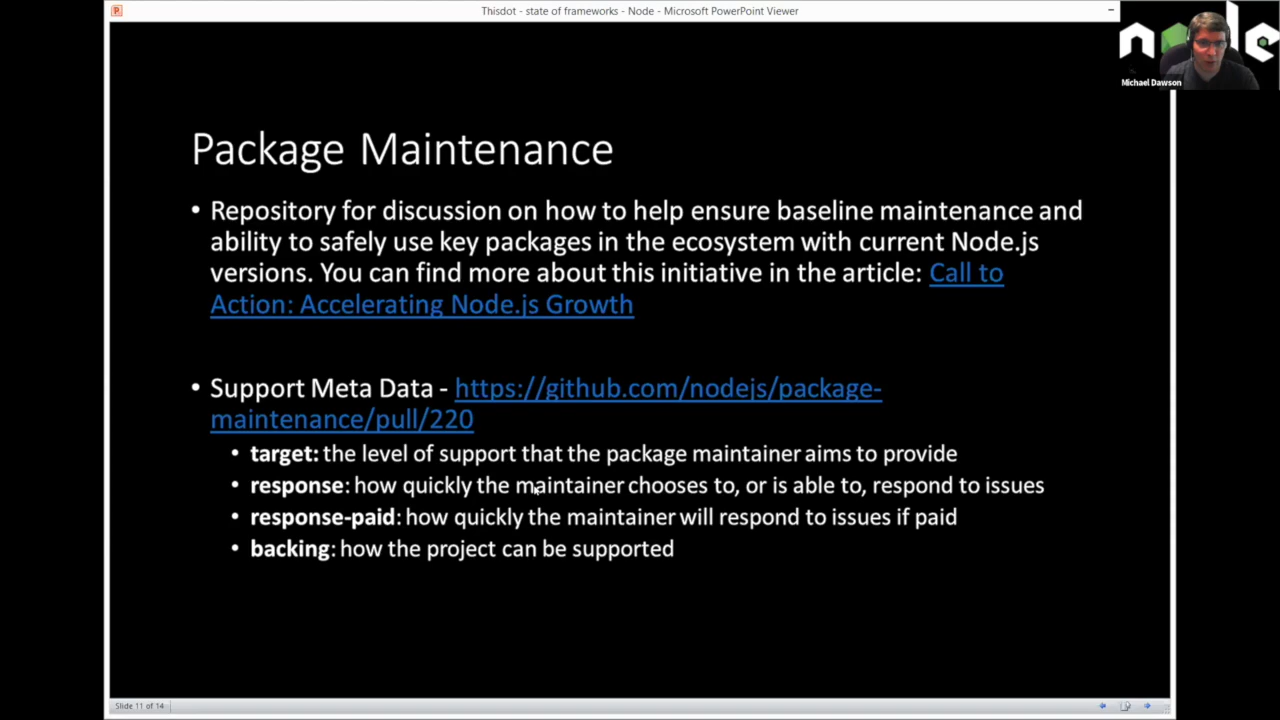 Thisdot - state of frameworks - Node - Microsoft PowerPoint Viewer
node
Michael Dawson
Package Maintenance
• Repository for discussion on how to help ensure baseline maintenance and
ability to safely use key packages in the ecosystem with current Node.js
versions. You can find more about this initiative in the article: Call to
Action: Accelerating Node.js Growth
• Support Meta Data - https://github.com/nodejs/package-
maintenance/pull/220
• target: the level of support that the package maintainer aims to provide
• response: how quickly the maintainer chooses to, or is able to, respond to issues
• response-paid: how quickly the maintainer will respond to issues if paid
• backing: how the project can be supported
Slide 11 of 14